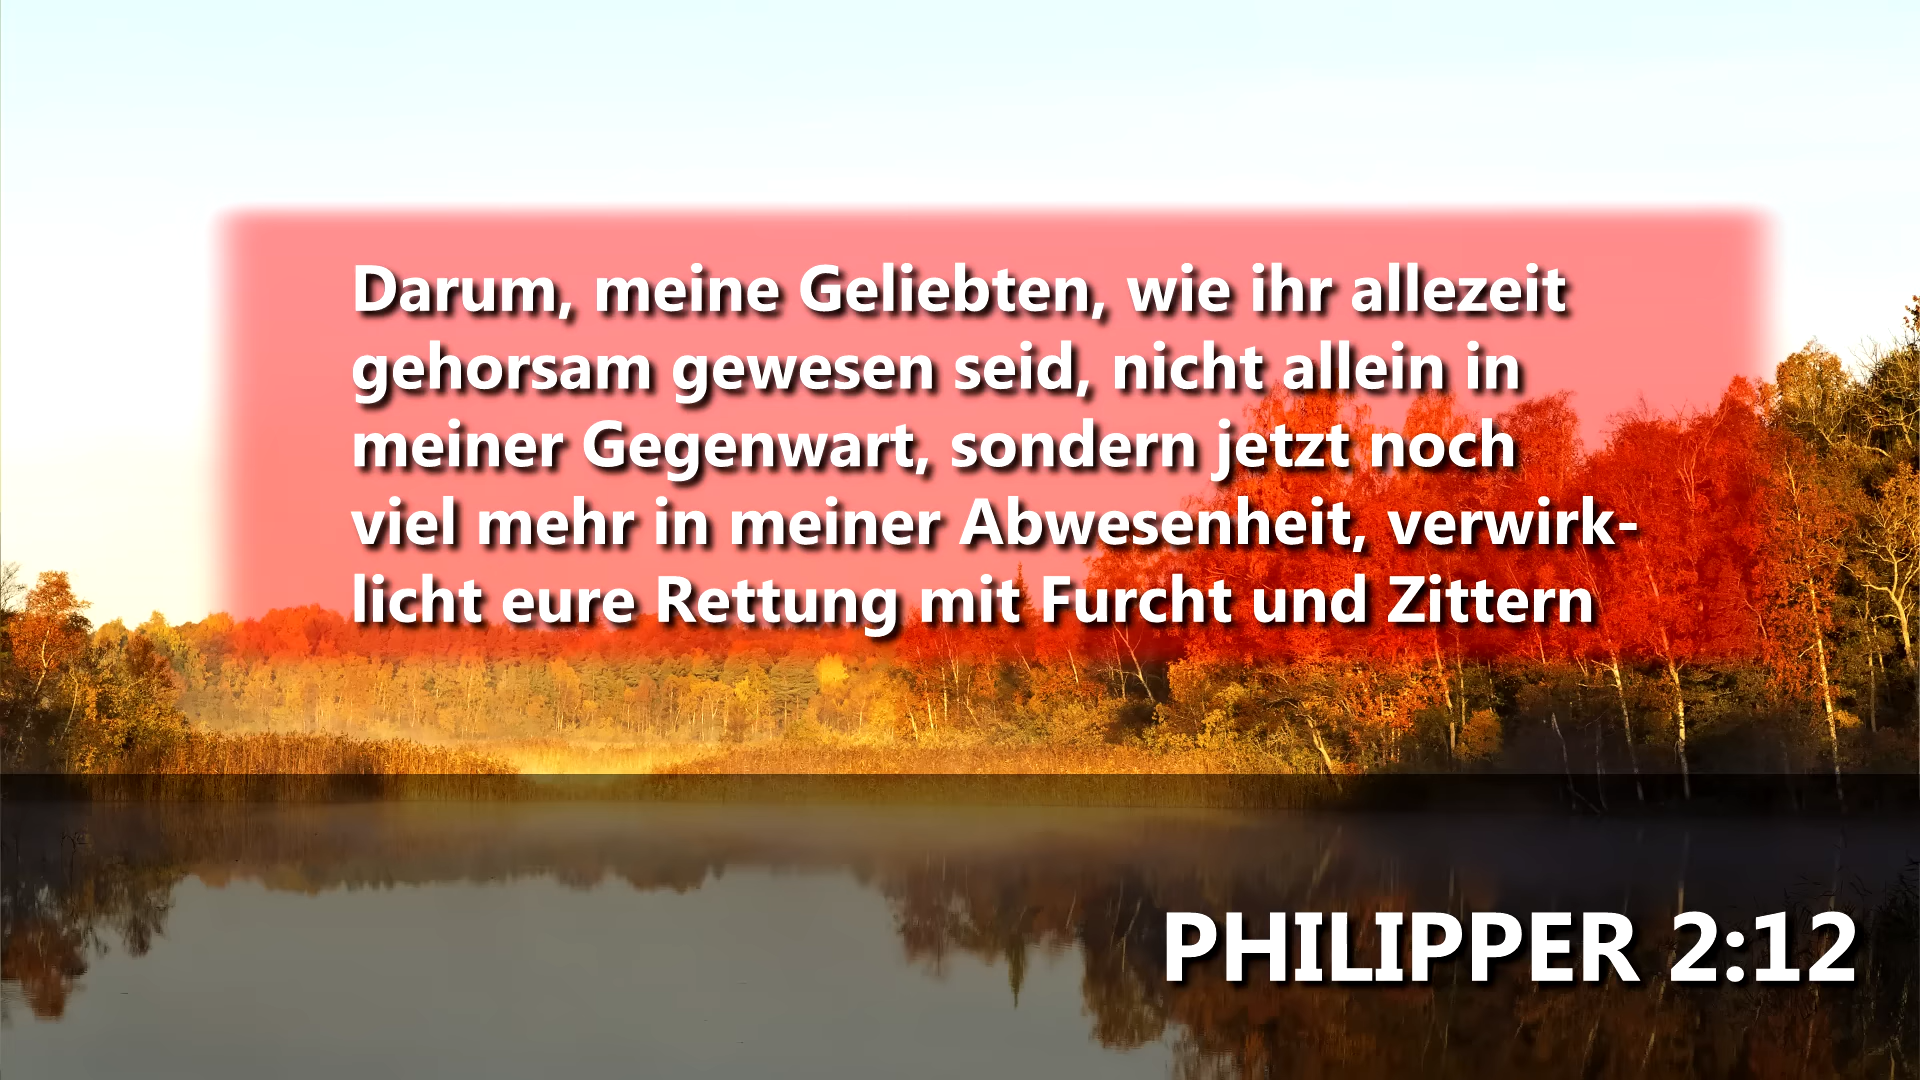 Darum, meine Geliebten, wie ihr allezeit
gehorsam gewesen seid, nicht allein in
meiner Gegenwart, sondern jetzt noch
viel mehr in meiner Abwesenheit, verwirk-
licht eure Rettung mit Furcht und Zittern
PHILIPPER 2:12